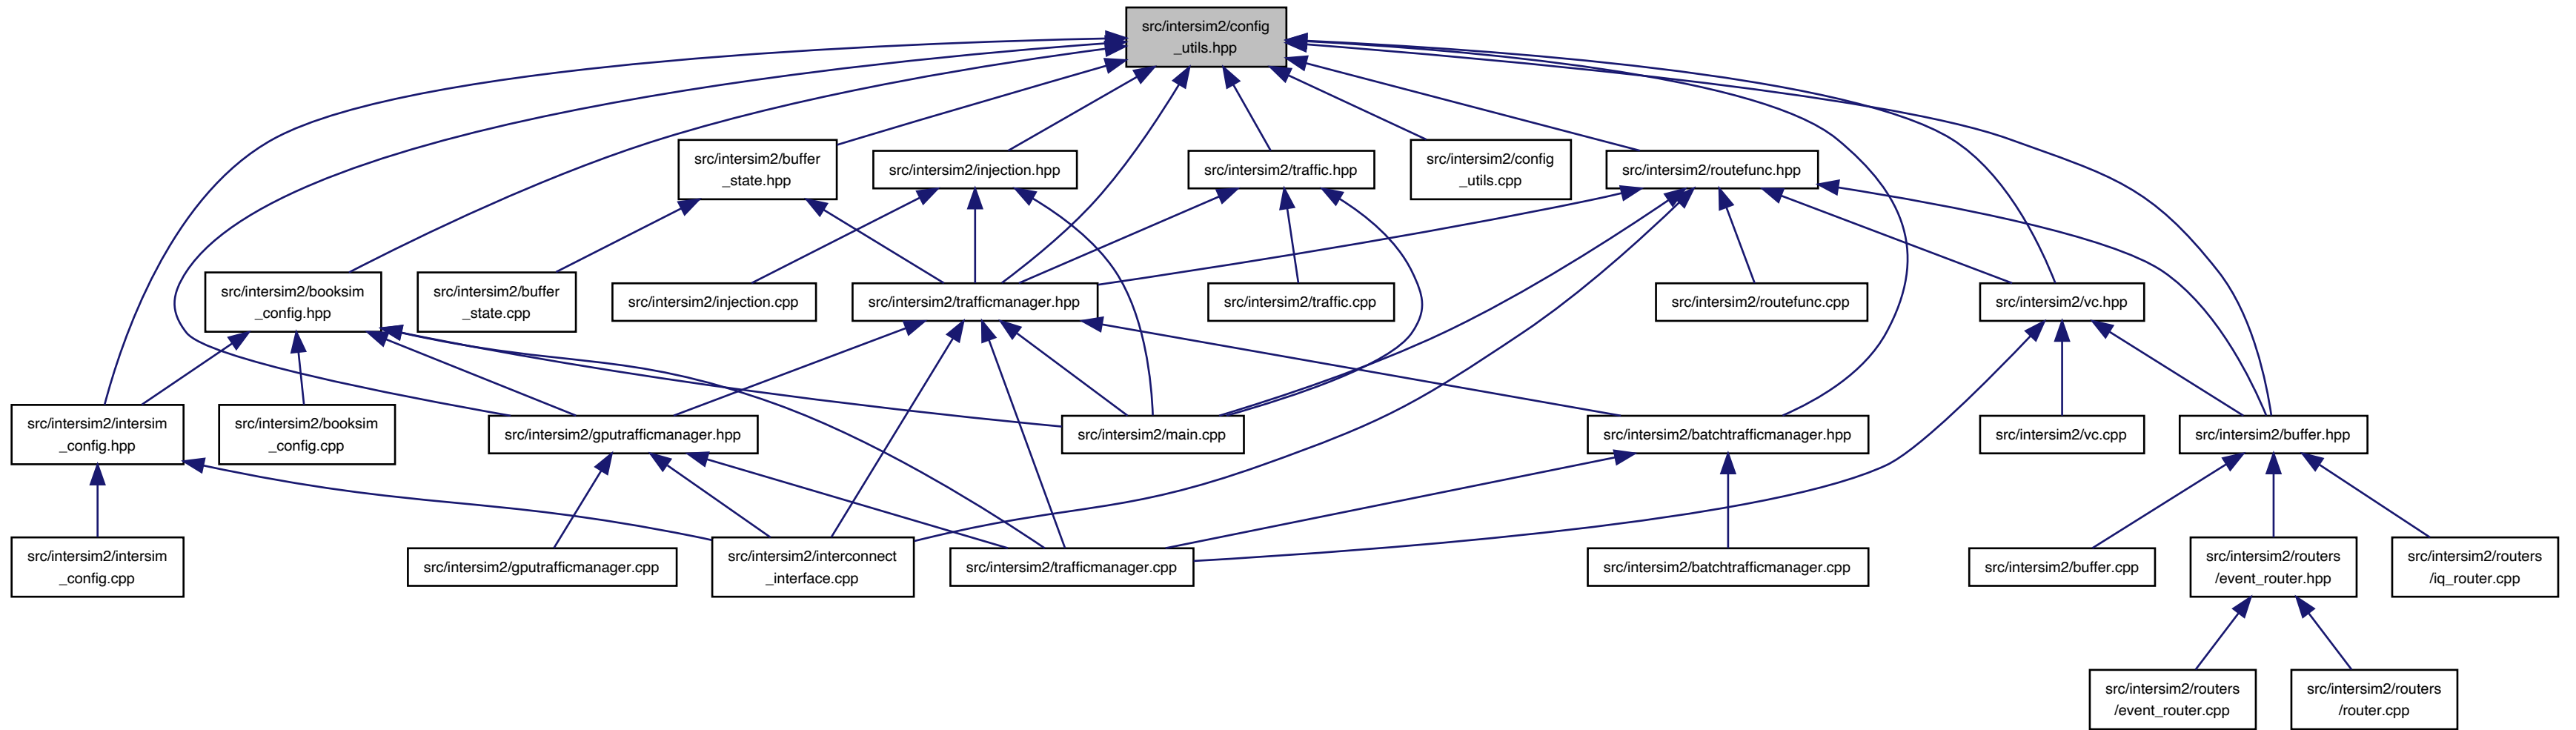 src/intersim2/config
_utils.hpp
src/intersim2/buffer
_state.hpp
src/intersim2/injection.hpp
src/intersim2/traffic.hpp
src/intersim2/config
_utils.cpp
src/intersim2/routefunc.hpp
src/intersim2/booksim
_config.hpp
src/intersim2/buffer
_state.cpp
src/intersim2/injection.cpp
src/intersim2/trafficmanager.hpp
src/intersim2/traffic.cpp
src/intersim2/routefunc.cpp
src/intersim2/vc.hpp
src/intersim2/intersim
_config.hpp
src/intersim2/booksim
_config.cpp
src/intersim2/gputrafficmanager.hpp
src/intersim2/main.cpp
src/intersim2/batchtrafficmanager.hpp
src/intersim2/vc.cpp
src/intersim2/buffer.hpp
src/intersim2/intersim
_config.cpp
src/intersim2/gputrafficmanager.cpp
src/intersim2/interconnect
_interface.cpp
src/intersim2/trafficmanager.cpp
src/intersim2/batchtrafficmanager.cpp
src/intersim2/buffer.cpp
src/intersim2/routers
/event_router.hpp
src/intersim2/routers
/iq_router.cpp
src/intersim2/routers
/event_router.cpp
src/intersim2/routers
/router.cpp